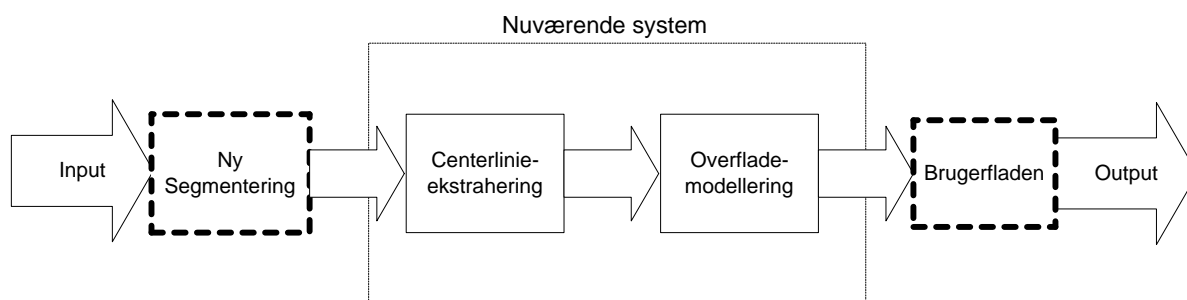 Nuværende system
Input
Ny
Segmentering
Centerlinie-
ekstrahering
Overflade-
modellering
Brugerfladen
Output